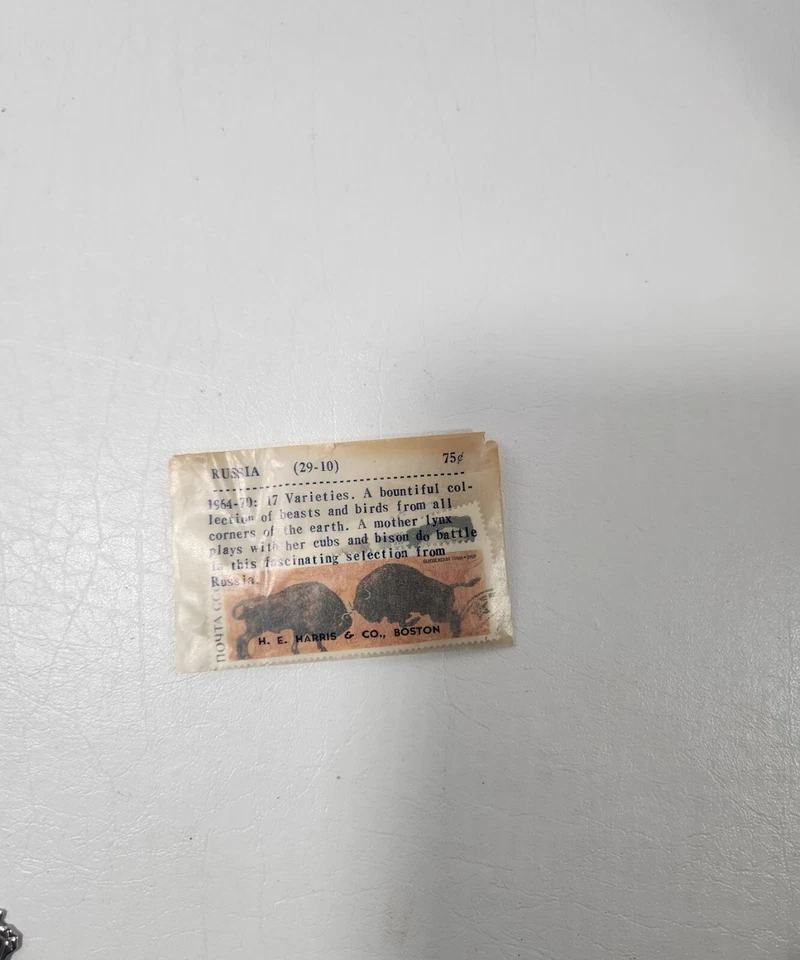 RUSSIA (29-10) 75¢
1964-70: 17 Varieties. A bountiful col-
lection of beasts and birds from all
corners of the earth. A mother lynx
plays with her cubs and bison do battle
in this fascinating selection from
Russia.
H. E. HARRIS & CO., BOSTON
ПОЧТА СССР